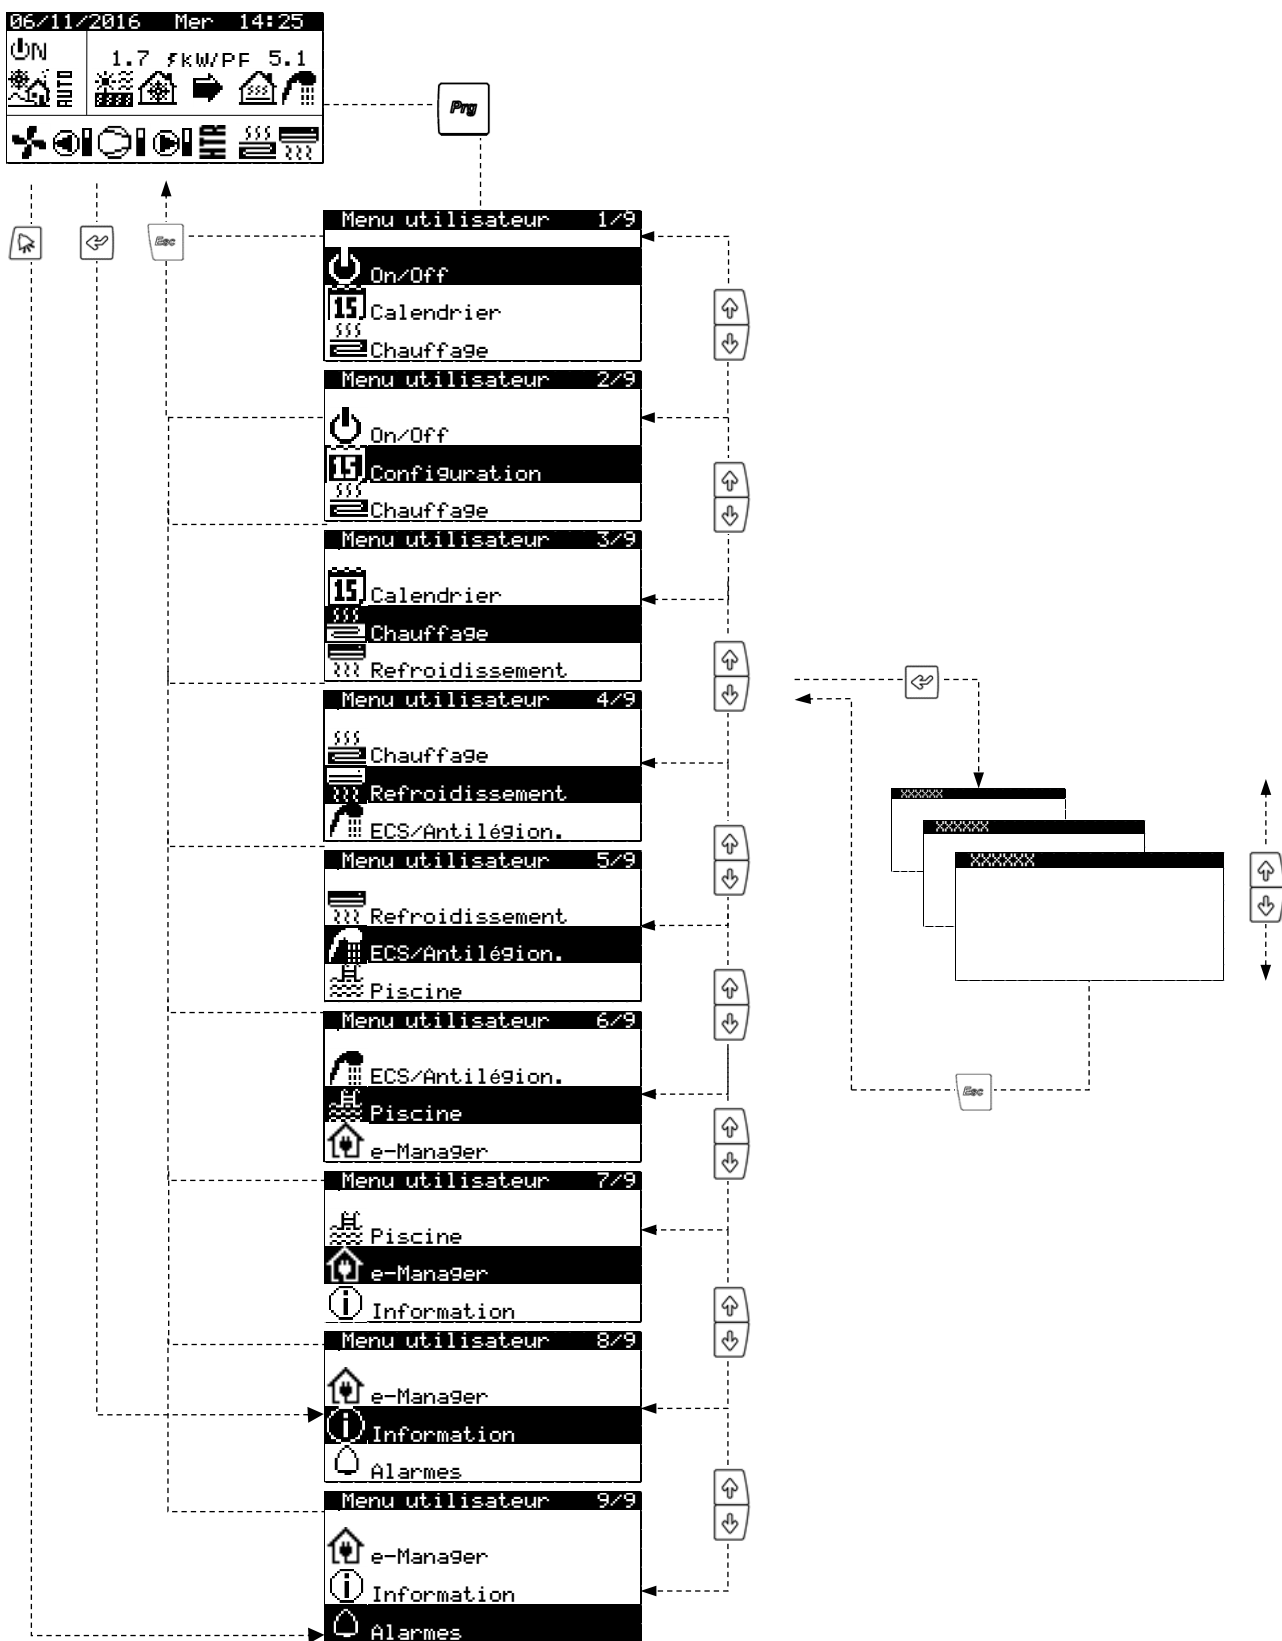 06/11/2016 Mer 14:25
ON
1.7 kW/PF 5.1
AUTO
HTR
Prg
Esc
Menu utilisateur 1/9
On/Off
15 Calendrier
Chauffage
Menu utilisateur 2/9
On/Off
15 Configuration
Chauffage
Menu utilisateur 3/9
15 Calendrier
Chauffage
Refroidissement
Menu utilisateur 4/9
Chauffage
Refroidissement
ECS/Antilégion.
Menu utilisateur 5/9
Refroidissement
ECS/Antilégion.
Piscine
Menu utilisateur 6/9
ECS/Antilégion.
Piscine
e-Manager
Menu utilisateur 7/9
Piscine
e-Manager
i Information
Menu utilisateur 8/9
e-Manager
i Information
Alarmes
Menu utilisateur 9/9
e-Manager
i Information
Alarmes
XXXXX
XXXXXX
XXXXXX
Esc